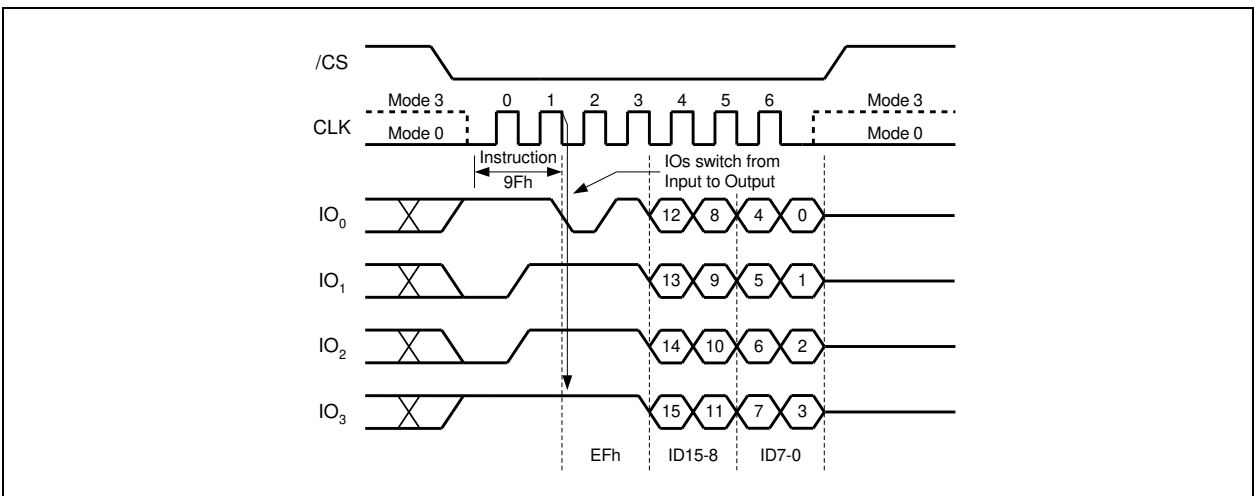 /CS
Mode 3 0 1 2 3 4 5 6 Mode 3
CLK
Mode 0 Mode 0
Instruction
9Fh
IOs switch from
Input to Output
IO0 12 8 4 0
IO1 13 9 5 1
IO2 14 10 6 2
IO3 15 11 7 3
EFh ID15-8 ID7-0